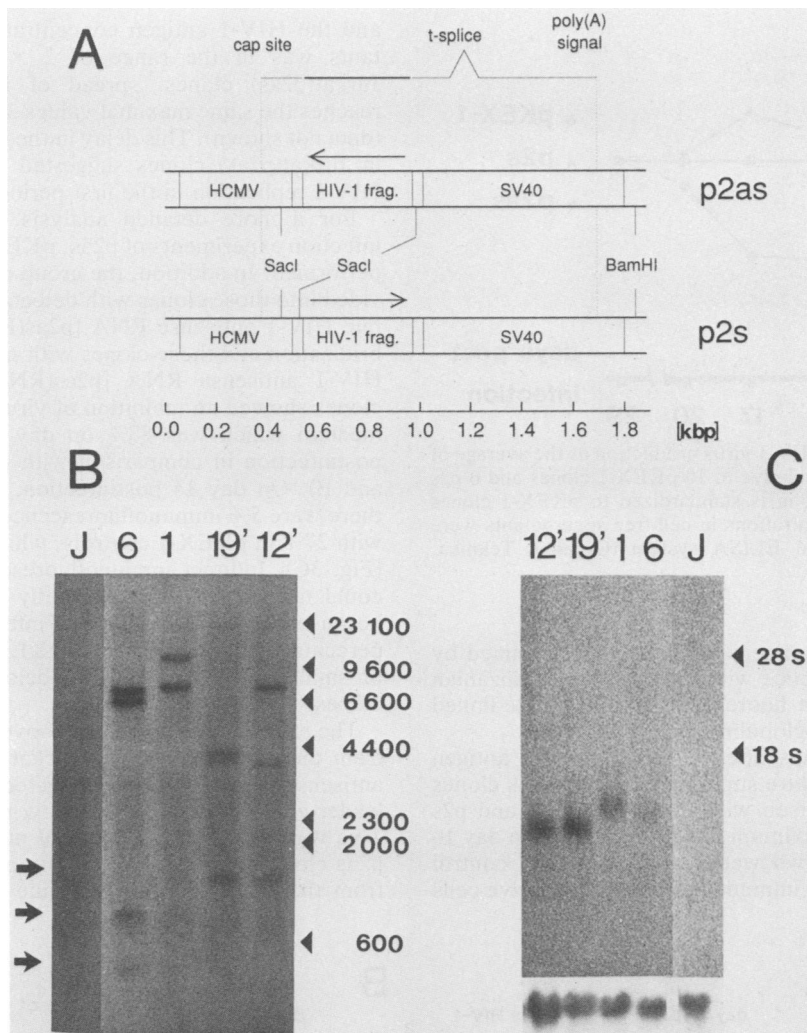 A
cap site t-splice poly(A) signal
HCMV HIV-1 frag. SV40 p2as
SacI SacI BamHI
HCMV HIV-1 frag. SV40 p2s
0.0 0.2 0.4 0.6 0.8 1.0 1.2 1.4 1.6 1.8 [kbp]
B C
J 6 1 19' 12'
23 100
9 600
6 600
4 400
2 300
2 000
600
12' 19' 1 6 J
28 S
18 S